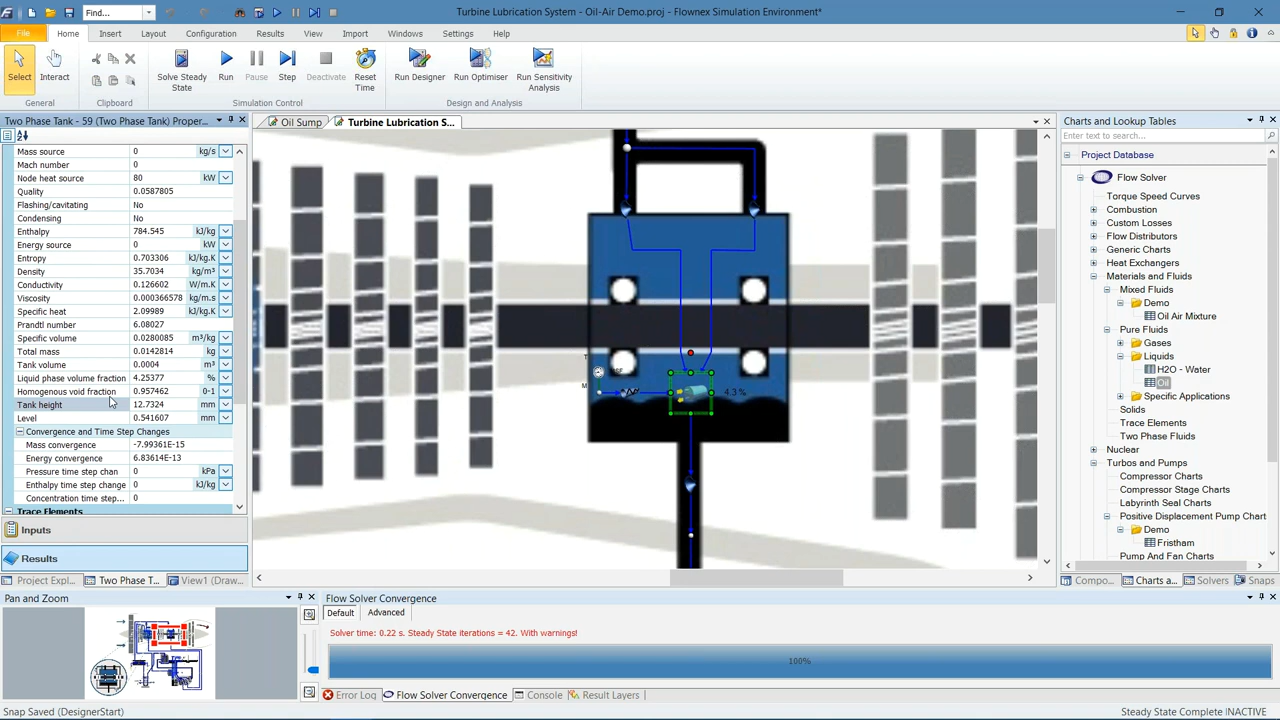 Find...
Turbine Lubrication System - Oil-Air Demo.proj - Flownex Simulation Environment*
File
Home
Insert
Layout
Configuration
Results
View
Import
Windows
Settings
Help
Select
Interact
Solve Steady State
Run
Pause
Step
Deactivate
Reset Time
Run Designer
Run Optimiser
Run Sensitivity Analysis
General
Clipboard
Simulation Control
Design and Analysis
Two Phase Tank - 59 (Two Phase Tank) Proper...
Mass source 0 kg/s
Mach number 0
Node heat source 80 kW
Quality 0.0587805
Flashing/cavitating No
Condensing No
Enthalpy 784.545 kJ/kg
Energy source 0 kW
Entropy 0.703306 kJ/kg.K
Density 35.7034 kg/m³
Conductivity 0.126602 W/m.K
Viscosity 0.000366578 kg/m.s
Specific heat 2.09989 kJ/kg.K
Prandtl number 6.08027
Specific volume 0.0280085 m³/kg
Total mass 0.0142814 kg
Tank volume 0.0004 m³
Liquid phase volume fraction 4.25377 %
Homogenous void fraction 0.957462 0-1
Tank height 12.7324 mm
Level 0.541607 mm
Convergence and Time Step Changes
Mass convergence -7.99361E-15
Energy convergence 6.83614E-13
Pressure time step chan 0 kPa
Enthalpy time step change 0 kJ/kg
Concentration time step... 0
Trace Elements
Inputs
Results
Project Expl...
Two Phase T...
View1 (Draw...
Oil Sump
Turbine Lubrication S...
4.3 %
Charts and Lookup Tables
Enter text to search...
Project Database
Flow Solver
Torque Speed Curves
Combustion
Custom Losses
Flow Distributors
Generic Charts
Heat Exchangers
Materials and Fluids
Mixed Fluids
Demo
Oil Air Mixture
Pure Fluids
Gases
Liquids
H2O - Water
Oil
Specific Applications
Solids
Trace Elements
Two Phase Fluids
Nuclear
Turbos and Pumps
Compressor Charts
Compressor Stage Charts
Labyrinth Seal Charts
Positive Displacement Pump Chart
Demo
Fristham
Pump And Fan Charts
Compo...
Charts a...
Solvers
Snaps
Pan and Zoom
Flow Solver Convergence
Default
Advanced
Solver time: 0.22 s. Steady State iterations = 42. With warnings!
100%
Error Log
Flow Solver Convergence
Console
Result Layers
Snap Saved (DesignerStart)
Steady State Complete INACTIVE